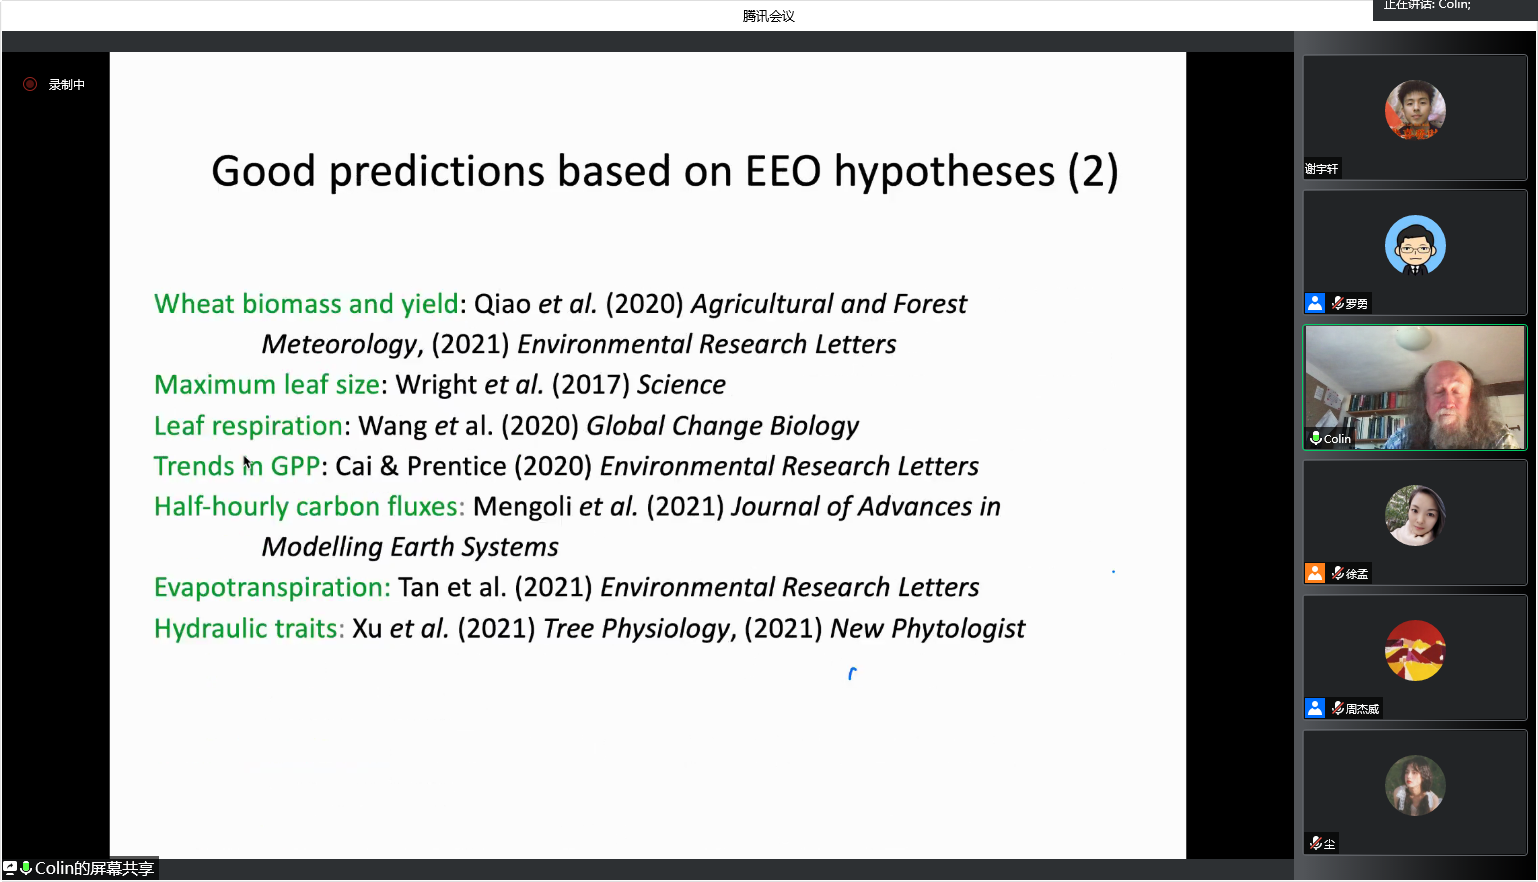 腾讯会议
正在讲话: Colin;
录制中
Good predictions based on EEO hypotheses (2)
Wheat biomass and yield: Qiao et al. (2020) Agricultural and Forest
Meteorology, (2021) Environmental Research Letters
Maximum leaf size: Wright et al. (2017) Science
Leaf respiration: Wang et al. (2020) Global Change Biology
Trends in GPP: Cai & Prentice (2020) Environmental Research Letters
Half-hourly carbon fluxes: Mengoli et al. (2021) Journal of Advances in
Modelling Earth Systems
Evapotranspiration: Tan et al. (2021) Environmental Research Letters
Hydraulic traits: Xu et al. (2021) Tree Physiology, (2021) New Phytologist
Colin的屏幕共享
谢宇轩
罗勇
Colin
徐孟
周杰威
尘